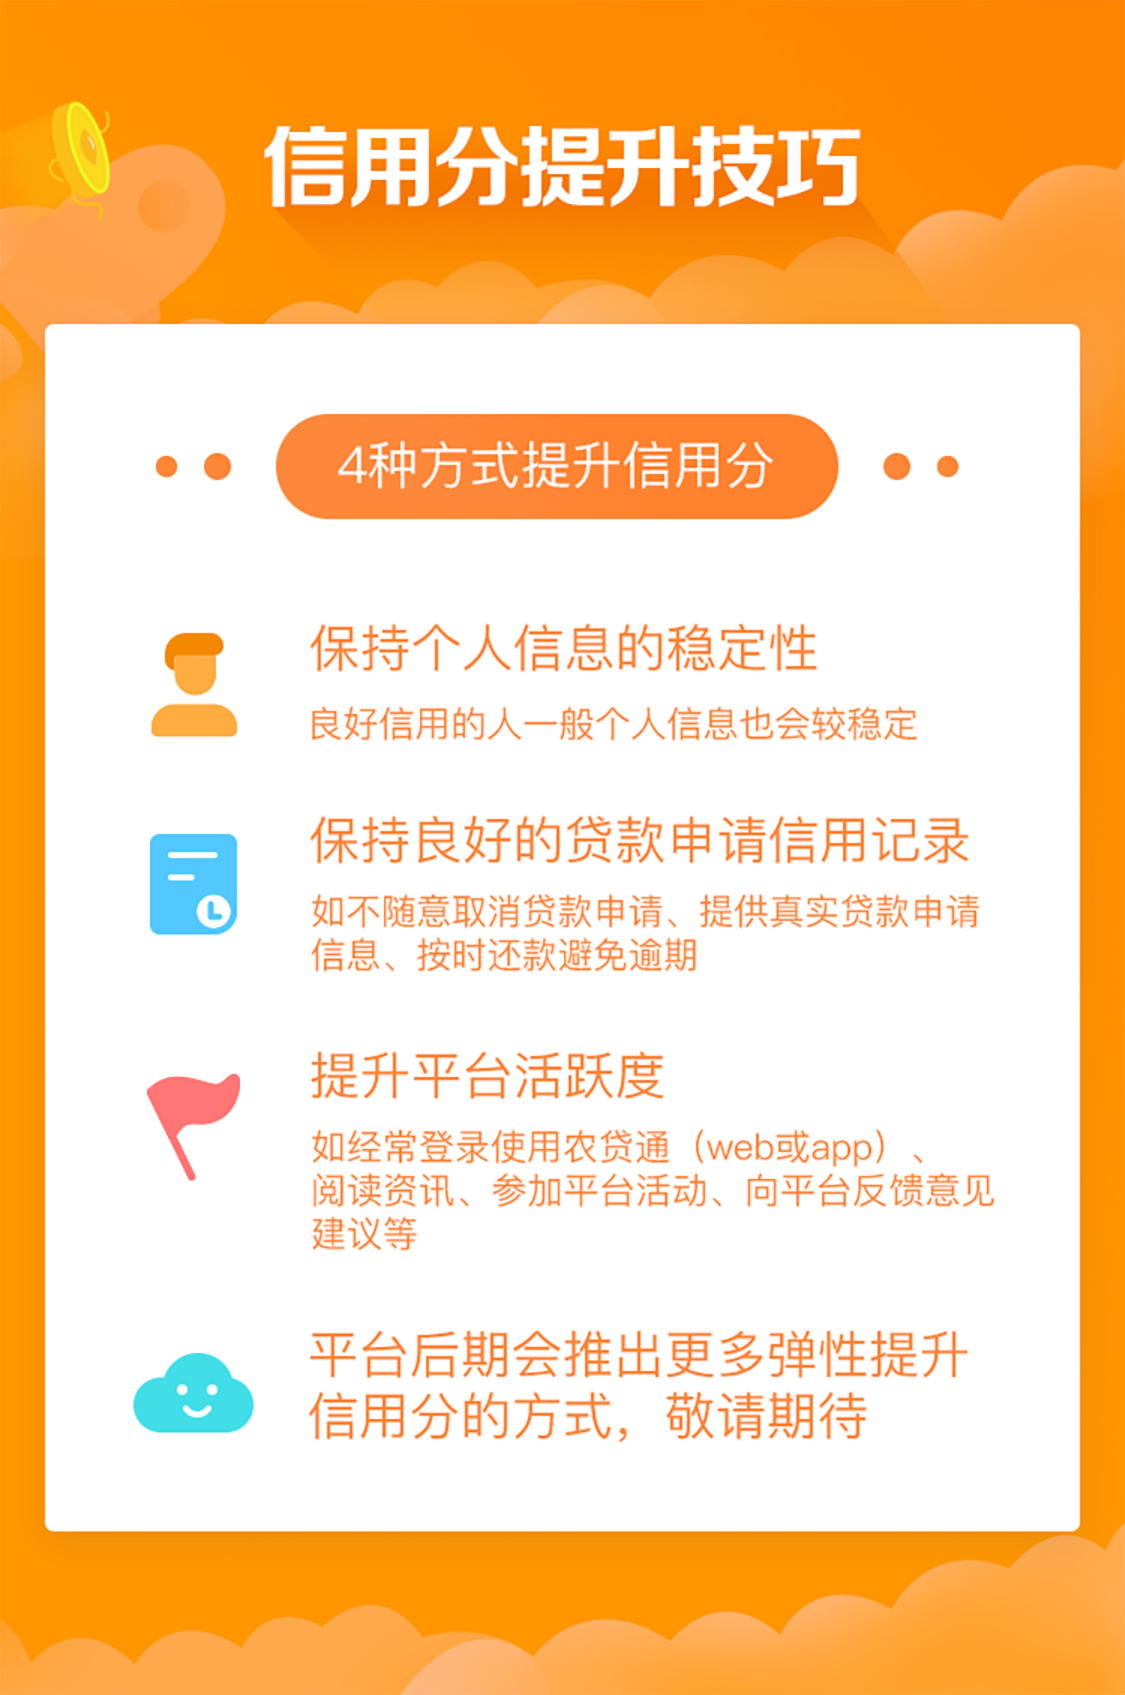 信用分提升技巧
4种方式提升信用分
保持个人信息的稳定性
良好信用的人一般个人信息也会较稳定
保持良好的贷款申请信用记录
如不随意取消贷款申请、提供真实贷款申请
信息、按时还款避免逾期
提升平台活跃度
如经常登录使用农贷通（web或app）、
阅读资讯、参加平台活动、向平台反馈意见
建议等
平台后期会推出更多弹性提升
信用分的方式，敬请期待